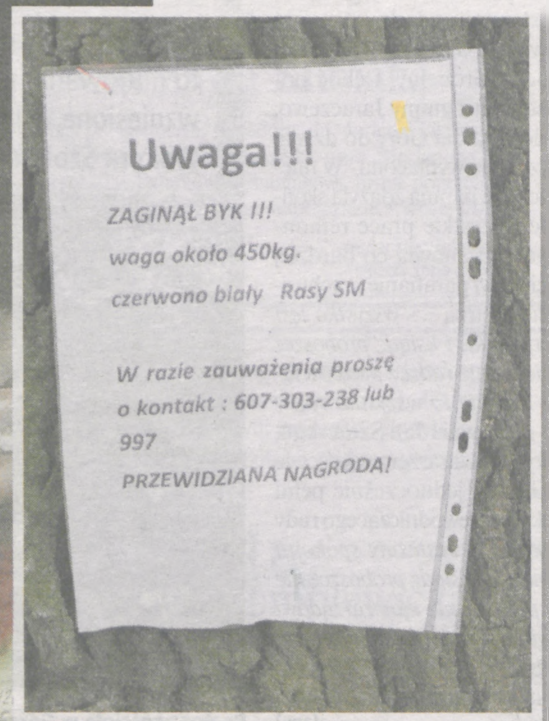 Uwaga!!!
ZAGINĄŁ BYK !!!
waga około 450kg.
czerwono biały Rasy SM
W razie zauważenia proszę
o kontakt : 607-303-238 lub
997
PRZEWIDZIANA NAGRODA!